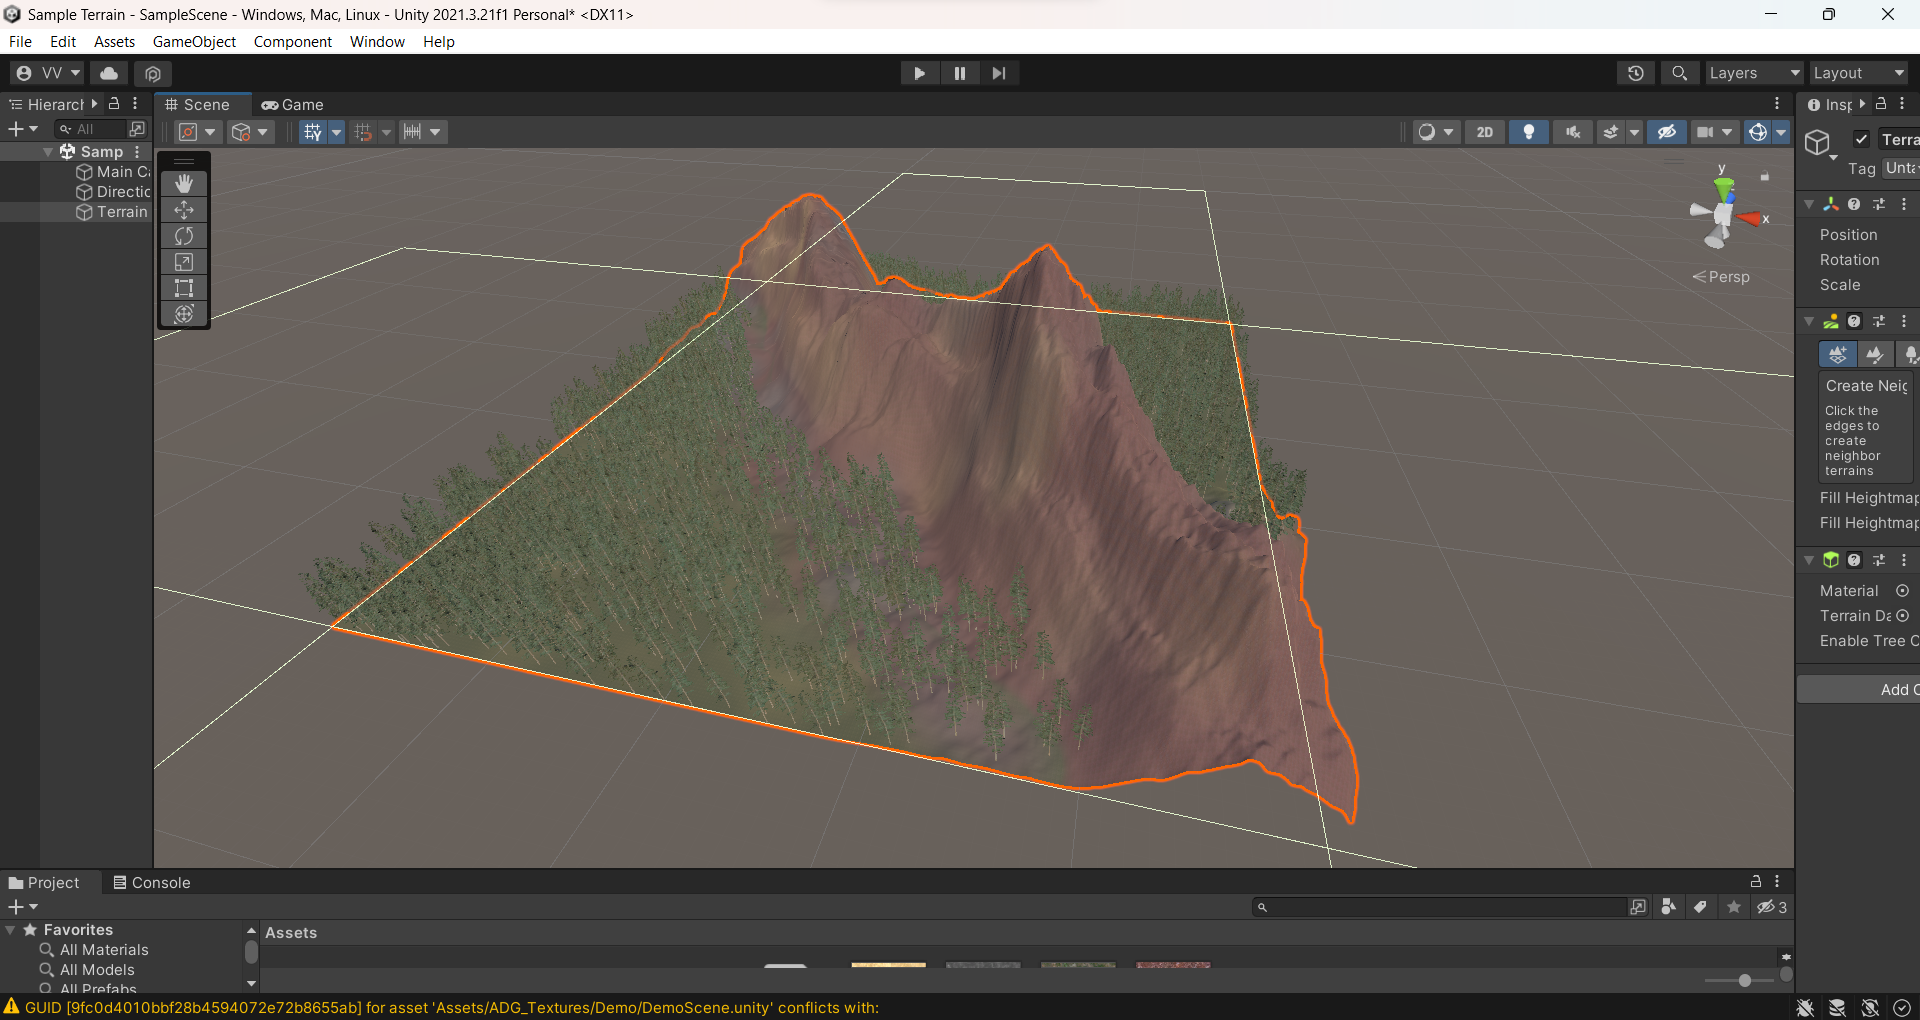 Sample Terrain - SampleScene - Windows, Mac, Linux - Unity 2021.3.21f1 Personal* <DX11>
File Edit Assets GameObject Component Window Help
VV Layers Layout
Hierarch Scene Game Insp
All 2D
Samp Terra
Main Ca
Directic
Terrain
Tag Unta
y
x
Persp
Position
Rotation
Scale
Create Neig
Click the
edges to
create
neighbor
terrains
Fill Heightmap
Fill Heightmap
Material
Terrain Da
Enable Tree C
Add C
Project Console
3
Favorites Assets
All Materials
All Models
All Prefabs
GUID [9fc0d4010bbf28b4594072e72b8655ab] for asset 'Assets/ADG_Textures/Demo/DemoScene.unity' conflicts with: